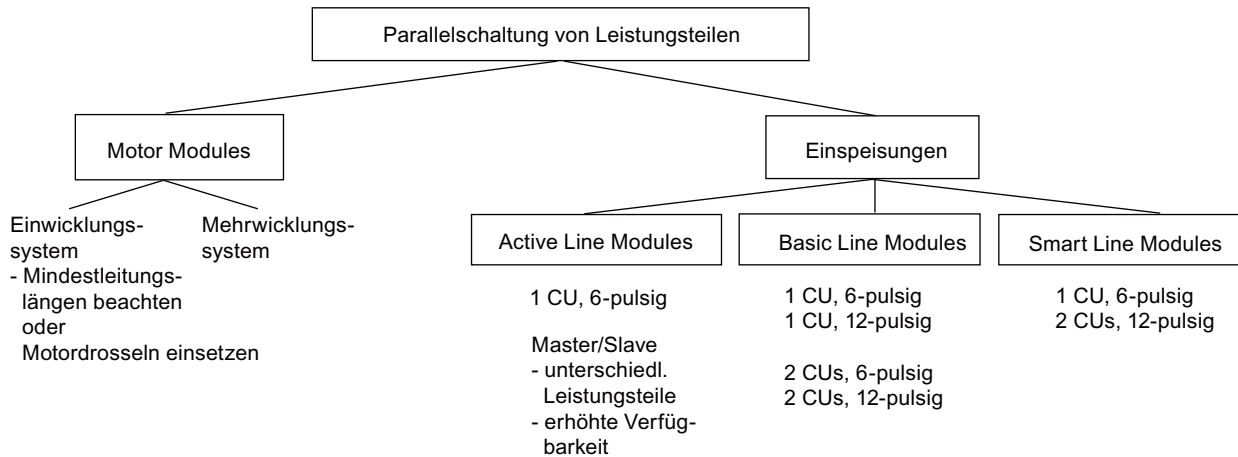 Parallelschaltung von Leistungsteilen
Motor Modules
Einspeisungen
Einwicklungs-
system
- Mindestleitungs-
längen beachten
oder
Motordrosseln einsetzen
Mehrwicklungs-
system
Active Line Modules
1 CU, 6-pulsig
Master/Slave
- unterschiedl.
Leistungsteile
- erhöhte Verfüg-
barkeit
Basic Line Modules
1 CU, 6-pulsig
1 CU, 12-pulsig
2 CUs, 6-pulsig
2 CUs, 12-pulsig
Smart Line Modules
1 CU, 6-pulsig
2 CUs, 12-pulsig